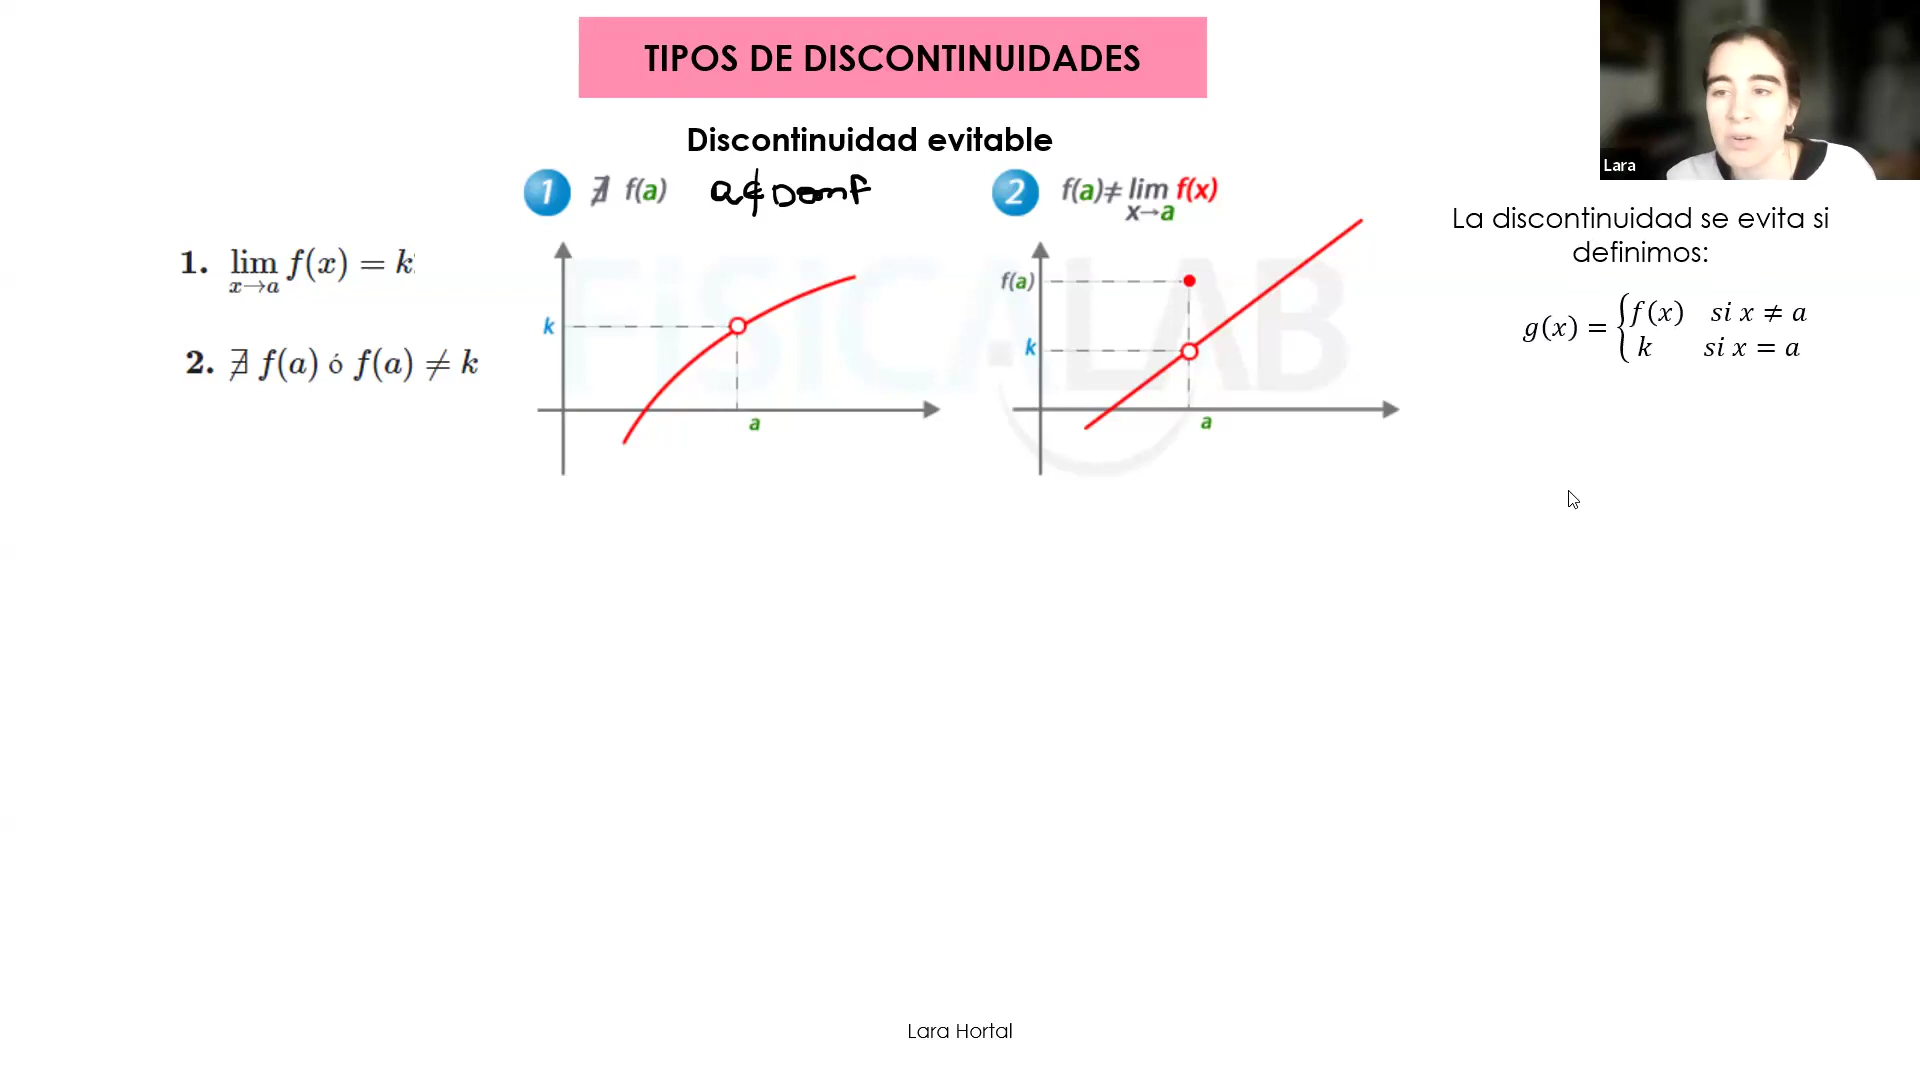 TIPOS DE DISCONTINUIDADES
Lara
Discontinuidad evitable
1 ∄ f(a) a∉Domf
2 f(a)≠ lim f(x)
x→a
La discontinuidad se evita si
definimos:
1. lim f(x) = k
x→a
2. ∄ f(a) ó f(a) ≠ k
k
a
f(a)
k
a
g(x) = { f(x) si x ≠ a
k si x = a
FISICALAB
Lara Hortal